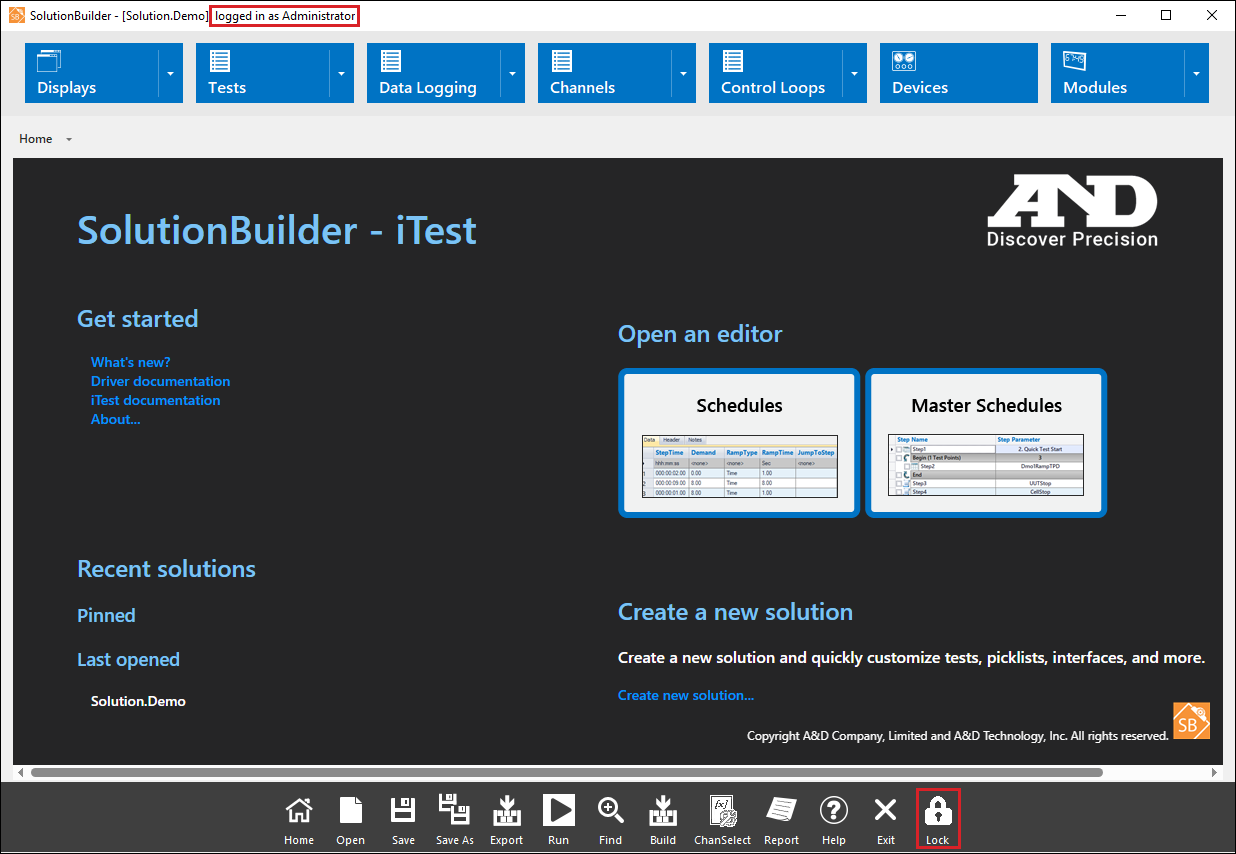 SolutionBuilder - [Solution.Demo] logged in as Administrator
Displays
Tests
Data Logging
Channels
Control Loops
Devices
Modules
Home
SolutionBuilder - iTest
AND
Discover Precision
Get started
What's new?
Driver documentation
iTest documentation
About...
Open an editor
Schedules
Data Header Notes
StepTime Demand RampType RampTime JumpToStep
hhh:mm:ss <none> <none> Sec <none>
1 000:00:02.00 0.00 Time 1.00
2 000:00:09.00 8.00 Time 8.00
3 000:00:01.00 8.00 Time 1.00
Master Schedules
Step Name Step Parameter
Step1 2. Quick Test Start
Begin (1 Test Points) 3
Step2 Dmo1RampTPD
End
Step3 UUTStop
Step4 CellStop
Recent solutions
Pinned
Last opened
Solution.Demo
Create a new solution
Create a new solution and quickly customize tests, picklists, interfaces, and more.
Create new solution...
SB
Copyright A&D Company, Limited and A&D Technology, Inc. All rights reserved.
Home
Open
Save
Save As
Export
Run
Find
Build
ChanSelect
Report
Help
Exit
Lock